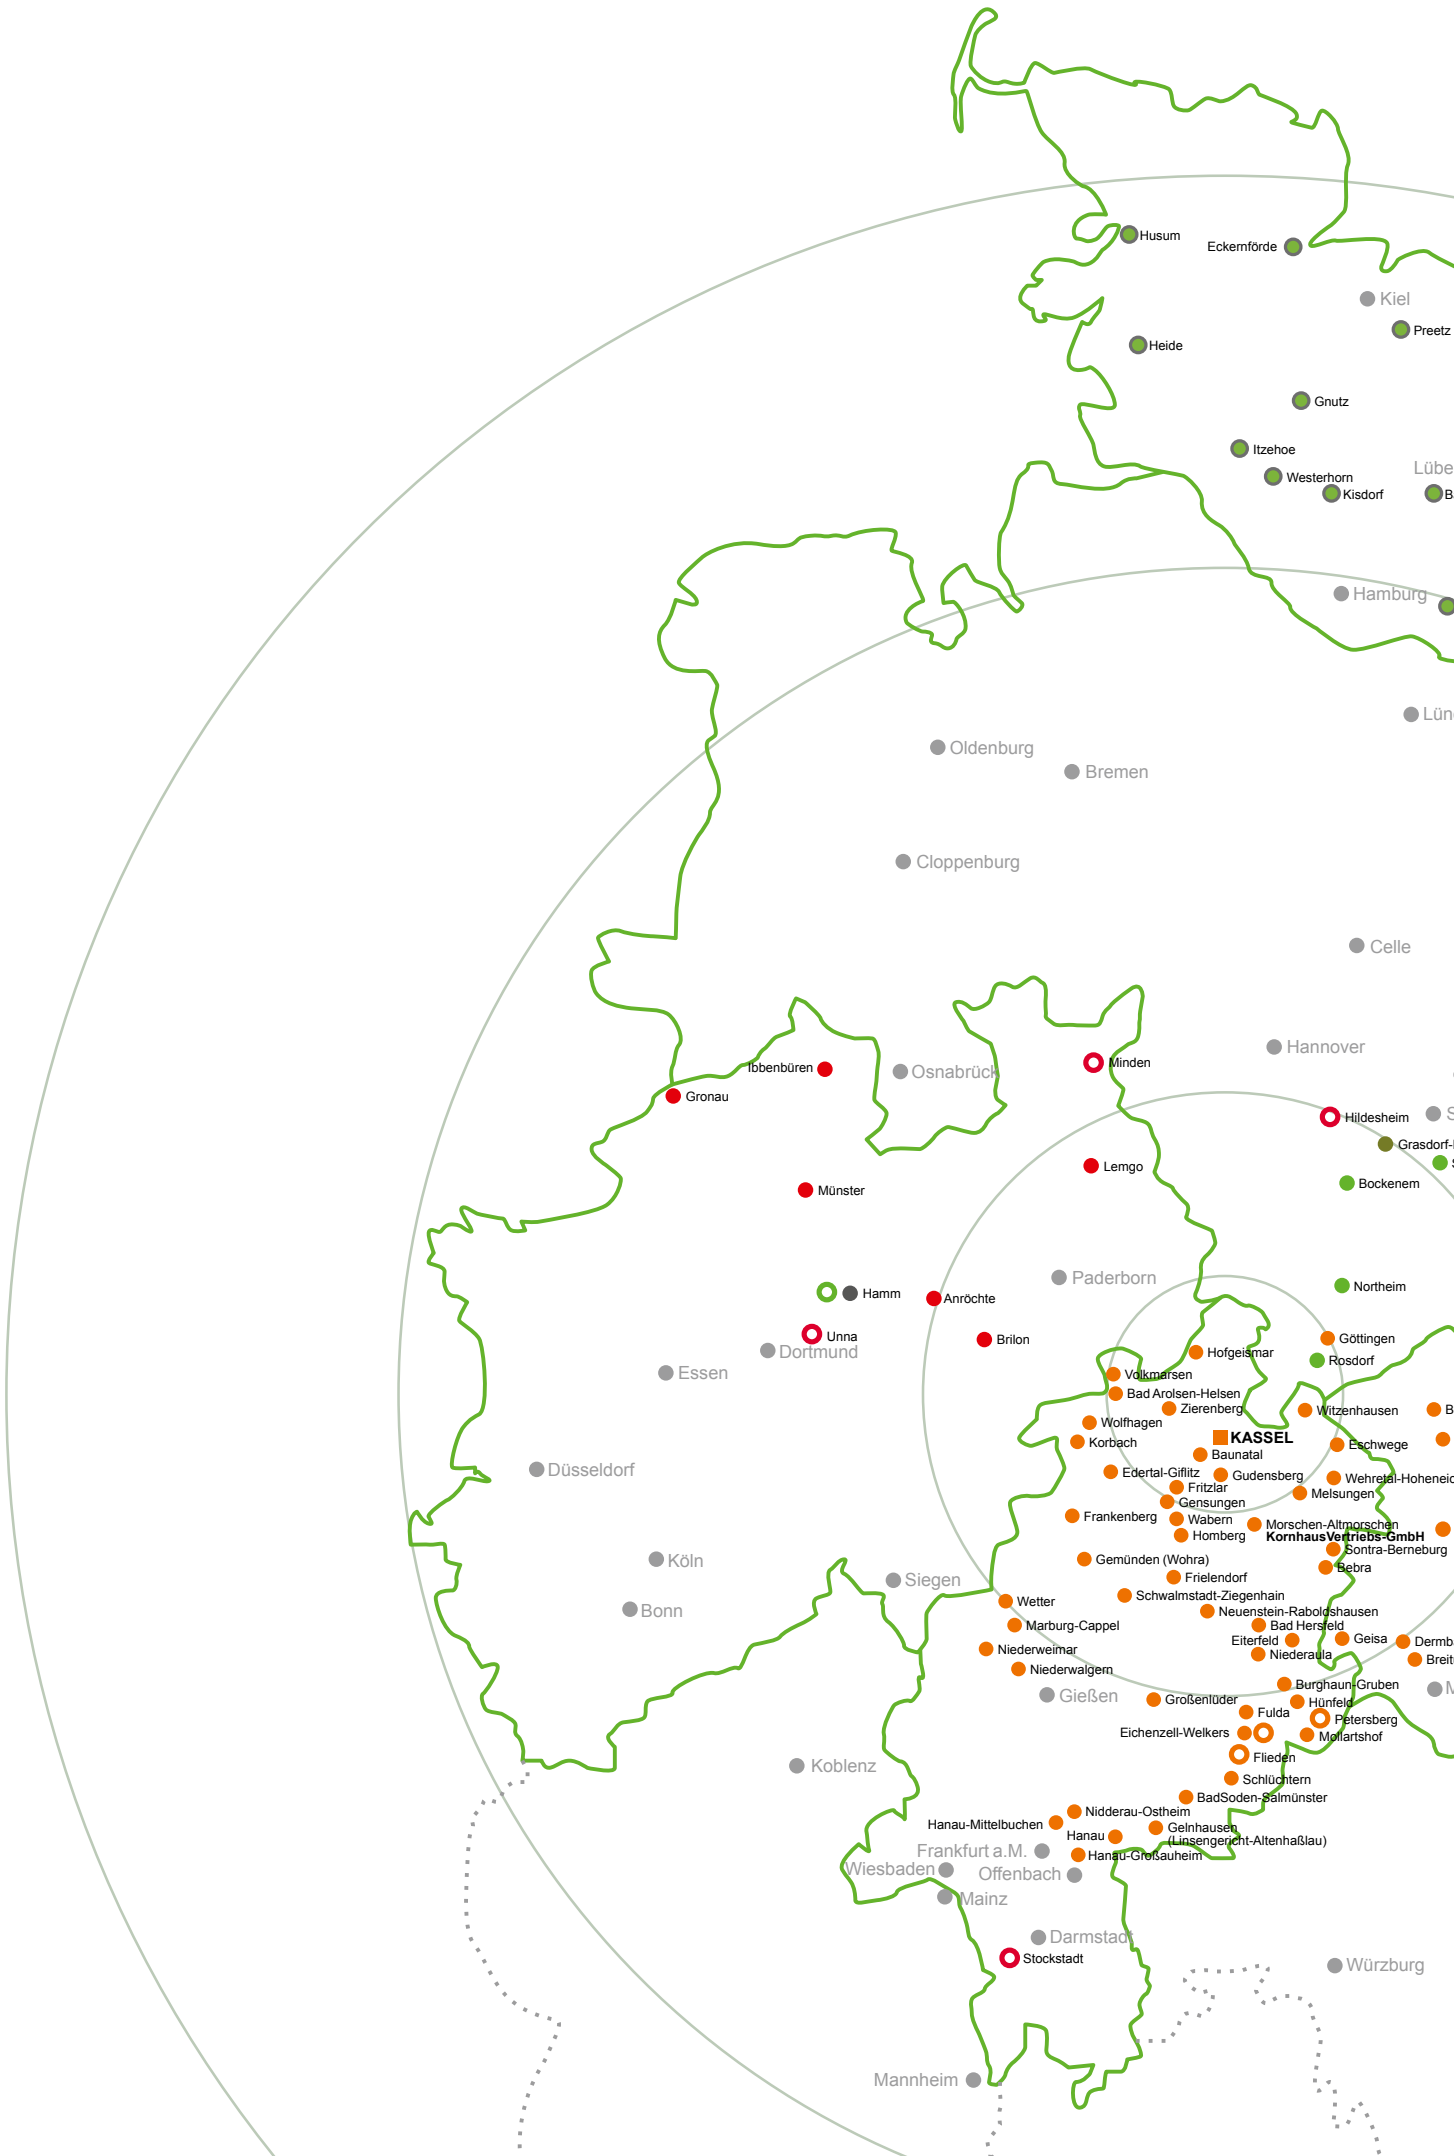 Husum
Eckernförde
Kiel
Preetz
Heide
Gnutz
Itzehoe
Westerhorn
Kisdorf
Hamburg
Oldenburg
Bremen
Cloppenburg
Celle
Hannover
Ibbenbüren
Osnabrück
Minden
Gronau
Hildesheim
Lemgo
Bockenem
Münster
Paderborn
Northeim
Hamm
Anröchte
Unna
Brilon
Göttingen
Dortmund
Hofgeismar
Rosdorf
Essen
Volkmarsen
Bad Arolsen-Helsen
Zierenberg
Witzenhausen
Wolfhagen
KASSEL
Korbach
Eschwege
Baunatal
Düsseldorf
Edertal-Giflitz
Gudensberg
Fritzlar
Melsungen
Gensungen
Frankenberg
Wabern
Morschen-Altmorschen
KornhausVertriebs-GmbH
Homberg
Sontra-Berneburg
Köln
Gemünden (Wohra)
Bebra
Siegen
Frielendorf
Schwalmstadt-Ziegenhain
Wetter
Bonn
Neuenstein-Raboldshausen
Marburg-Cappel
Bad Hersfeld
Eiterfeld
Geisa
Niederweimar
Niederaula
Niederwalgern
Burghaun-Gruben
Gießen
Großenlüder
Hünfeld
Fulda
Petersberg
Eichenzell-Welkers
Mollartshof
Flieden
Koblenz
Schlüchtern
BadSoden-Salmünster
Nidderau-Ostheim
Hanau-Mittelbuchen
Gelnhausen
(Linsengericht-Altenhaßlau)
Hanau
Frankfurt a.M.
Hanau-Großauheim
Wiesbaden
Offenbach
Mainz
Darmstadt
Stockstadt
Würzburg
Mannheim